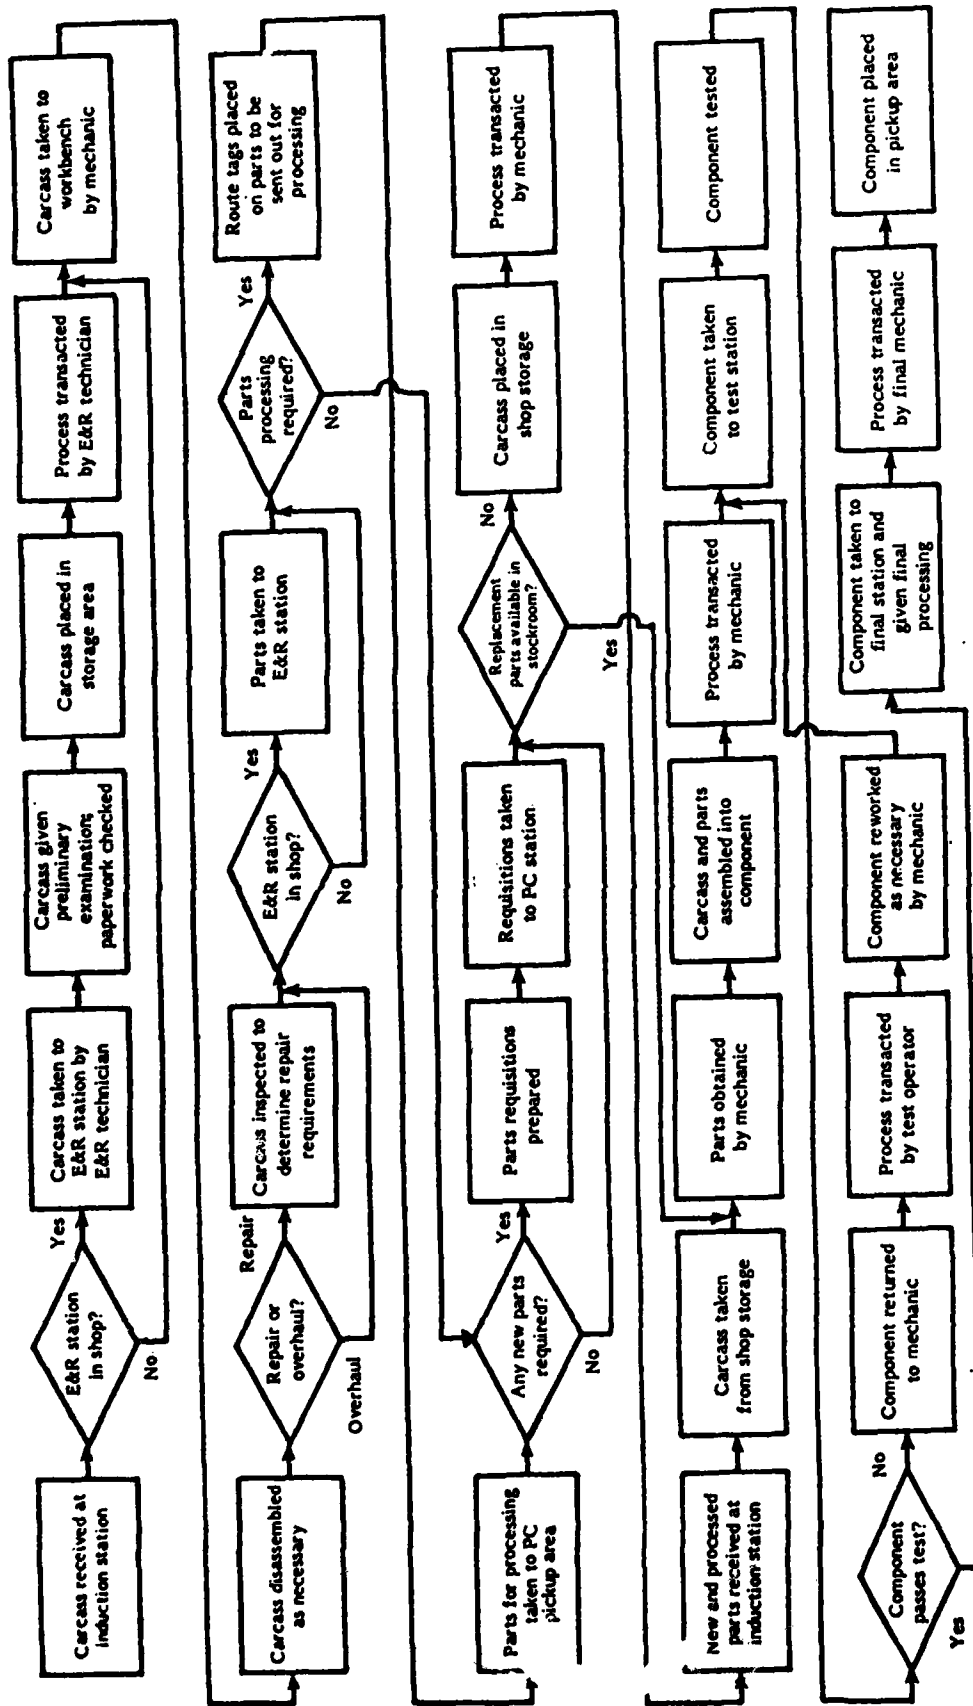 Carcass received at
induction station
E&R station
in shop?
Yes
No
Carcass taken to
E&R station by
E&R technician
Carcass given
preliminary
examination;
paperwork checked
Carcass placed in
storage area
Process transacted
by E&R technician
Carcass taken to
workbench
by mechanic
Carcass disassembled
as necessary
Repair or
overhaul?
Repair
Overhaul
Carcass inspected to
determine repair
requirements
E&R station
in shop?
Yes
No
Parts taken to
E&R station
Parts
processing
required?
Yes
No
Route tags placed
on parts to be
sent out for
processing
Parts for processing
taken to PC
pickup area
Any new parts
required?
Yes
No
Parts requisitions
prepared
Requisitions taken
to PC station
Replacement
parts available in
stockroom?
No
Yes
Carcass placed in
shop storage
Process transacted
by mechanic
New and processed
parts received at
induction station
Carcass taken
from shop storage
Parts obtained
by mechanic
Carcass and parts
assembled into
component
Process transacted
by mechanic
Component taken
to test station
Component tested
Component
passes test?
No
Yes
Component returned
to mechanic
Process transacted
by test operator
Component reworked
as necessary
by mechanic
Component taken to
final station and
given final
processing
Process transacted
by final mechanic
Component placed
in pickup area